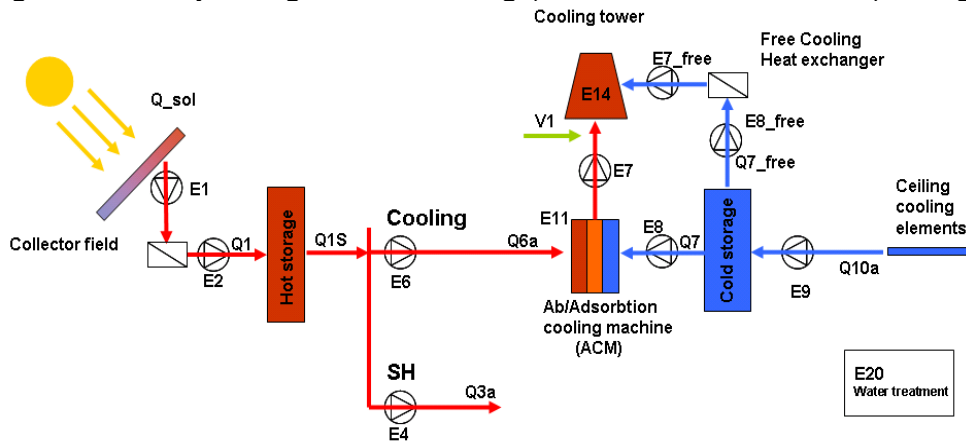 Cooling tower
Q_sol
E7_free
Free Cooling
Heat exchanger
E14
V1
E8_free
Q7_free
E1
E7
Ceiling
cooling
elements
Collector field
Q1
E2
Hot storage
Q1S
Cooling
E6
Q6a
E11
E8
Q7
Cold storage
E9
Q10a
Ab/Adsorbtion
cooling machine
(ACM)
SH
Q3a
E4
E20
Water treatment